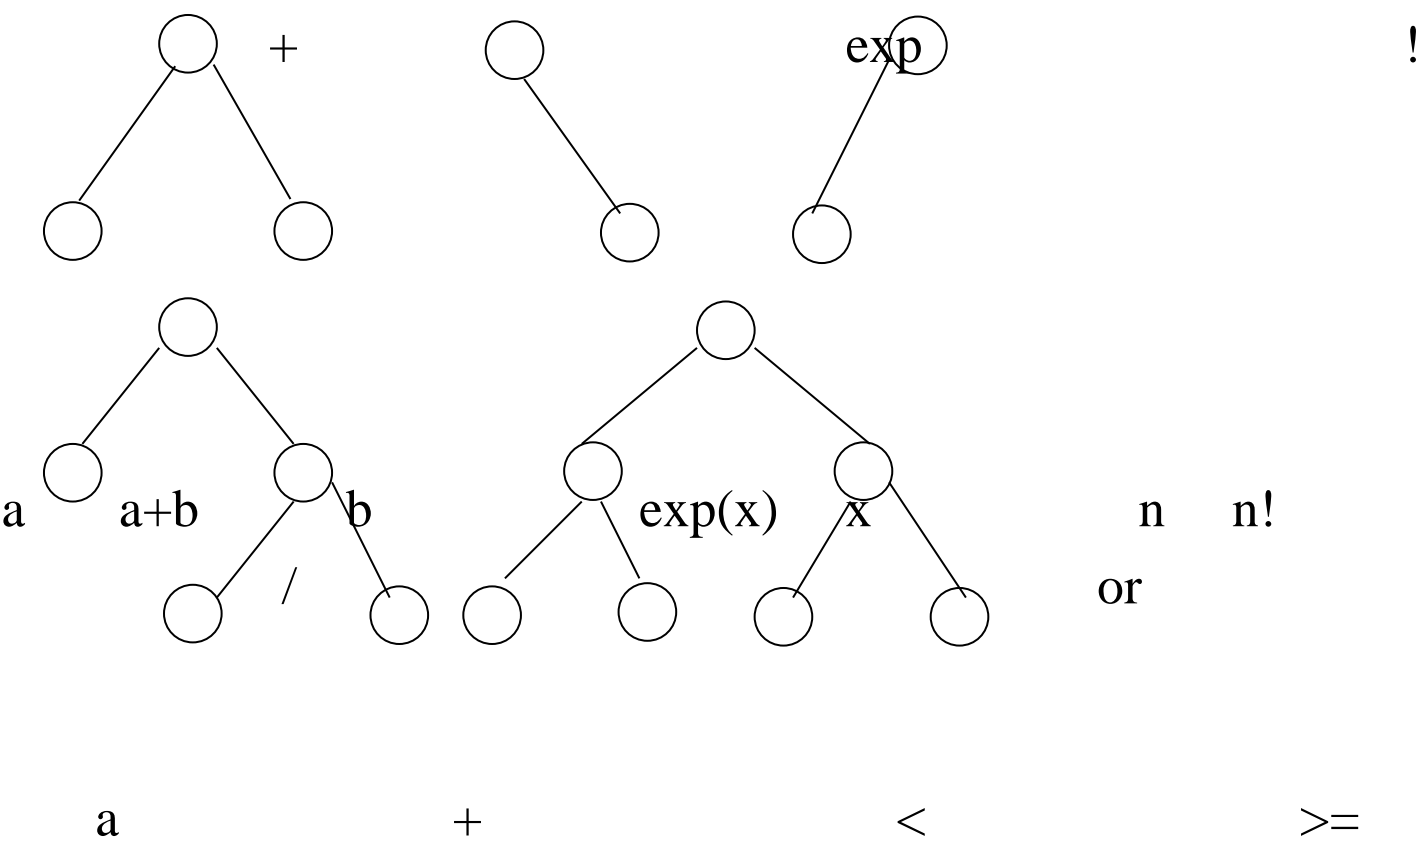 + exp !
a a+b b exp(x) x n n!
/ or
a + < >=